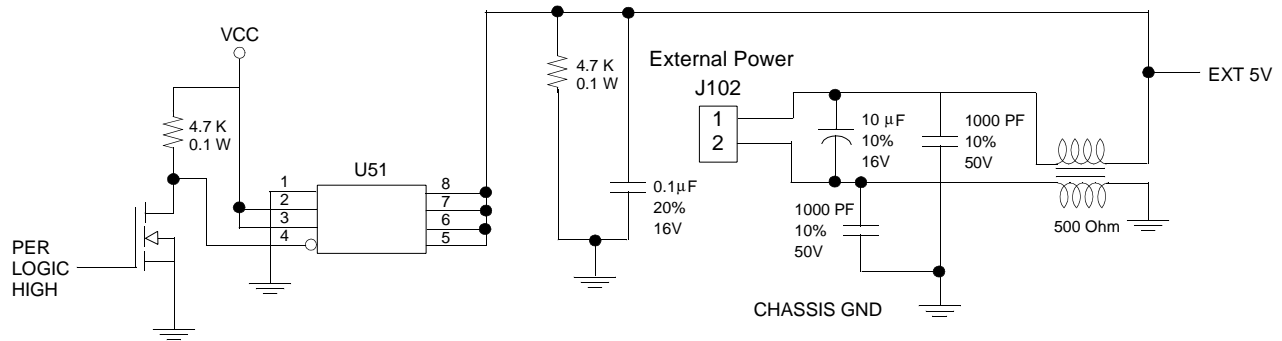 VCC
4.7 K
0.1 W
PER
LOGIC
HIGH
U51
1
2
3
4
8
7
6
5
4.7 K
0.1 W
0.1μF
20%
16V
External Power
J102
1
2
10 μF
10%
16V
1000 PF
10%
50V
1000 PF
10%
50V
500 Ohm
EXT 5V
CHASSIS GND